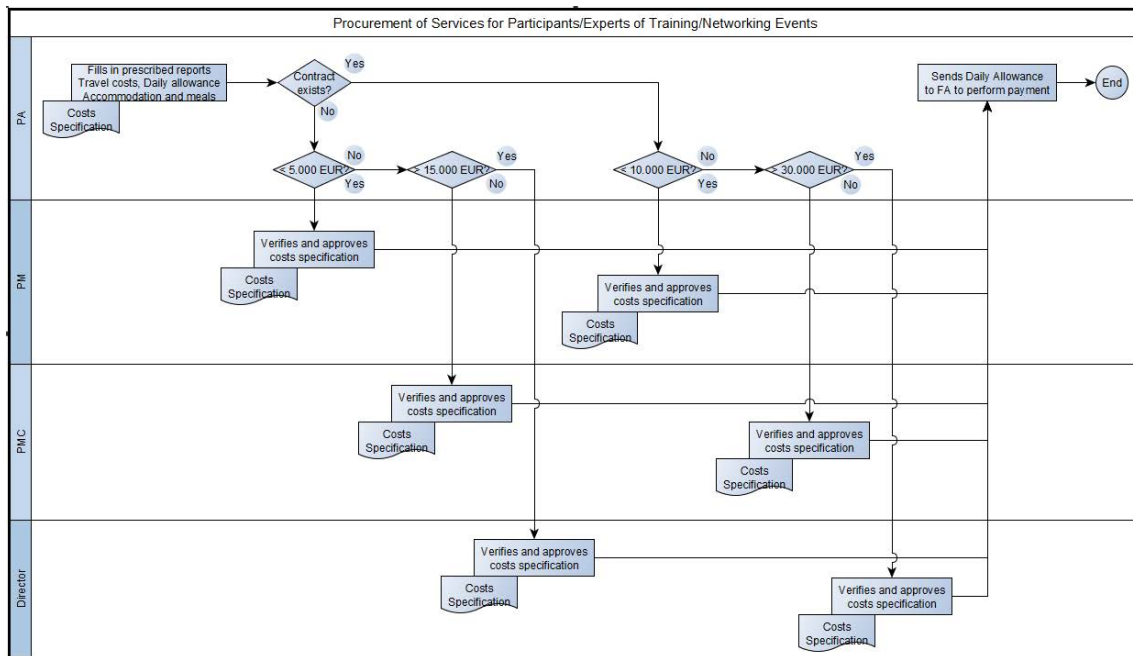 Procurement of Services for Participants/Experts of Training/Networking Events
PA
Fills in prescribed reports
Travel costs, Daily allowance
Accommodation and meals
Costs
Specification
Contract
exists?
Yes
No
Sends Daily Allowance
to FA to perform payment
End
< 5.000 EUR?
No
Yes
> 15.000 EUR?
Yes
No
< 10.000 EUR?
No
Yes
> 30.000 EUR?
Yes
No
PM
Verifies and approves
costs specification
Costs
Specification
Verifies and approves
costs specification
Costs
Specification
PMC
Verifies and approves
costs specification
Costs
Specification
Verifies and approves
costs specification
Costs
Specification
Director
Verifies and approves
costs specification
Costs
Specification
Verifies and approves
costs specification
Costs
Specification